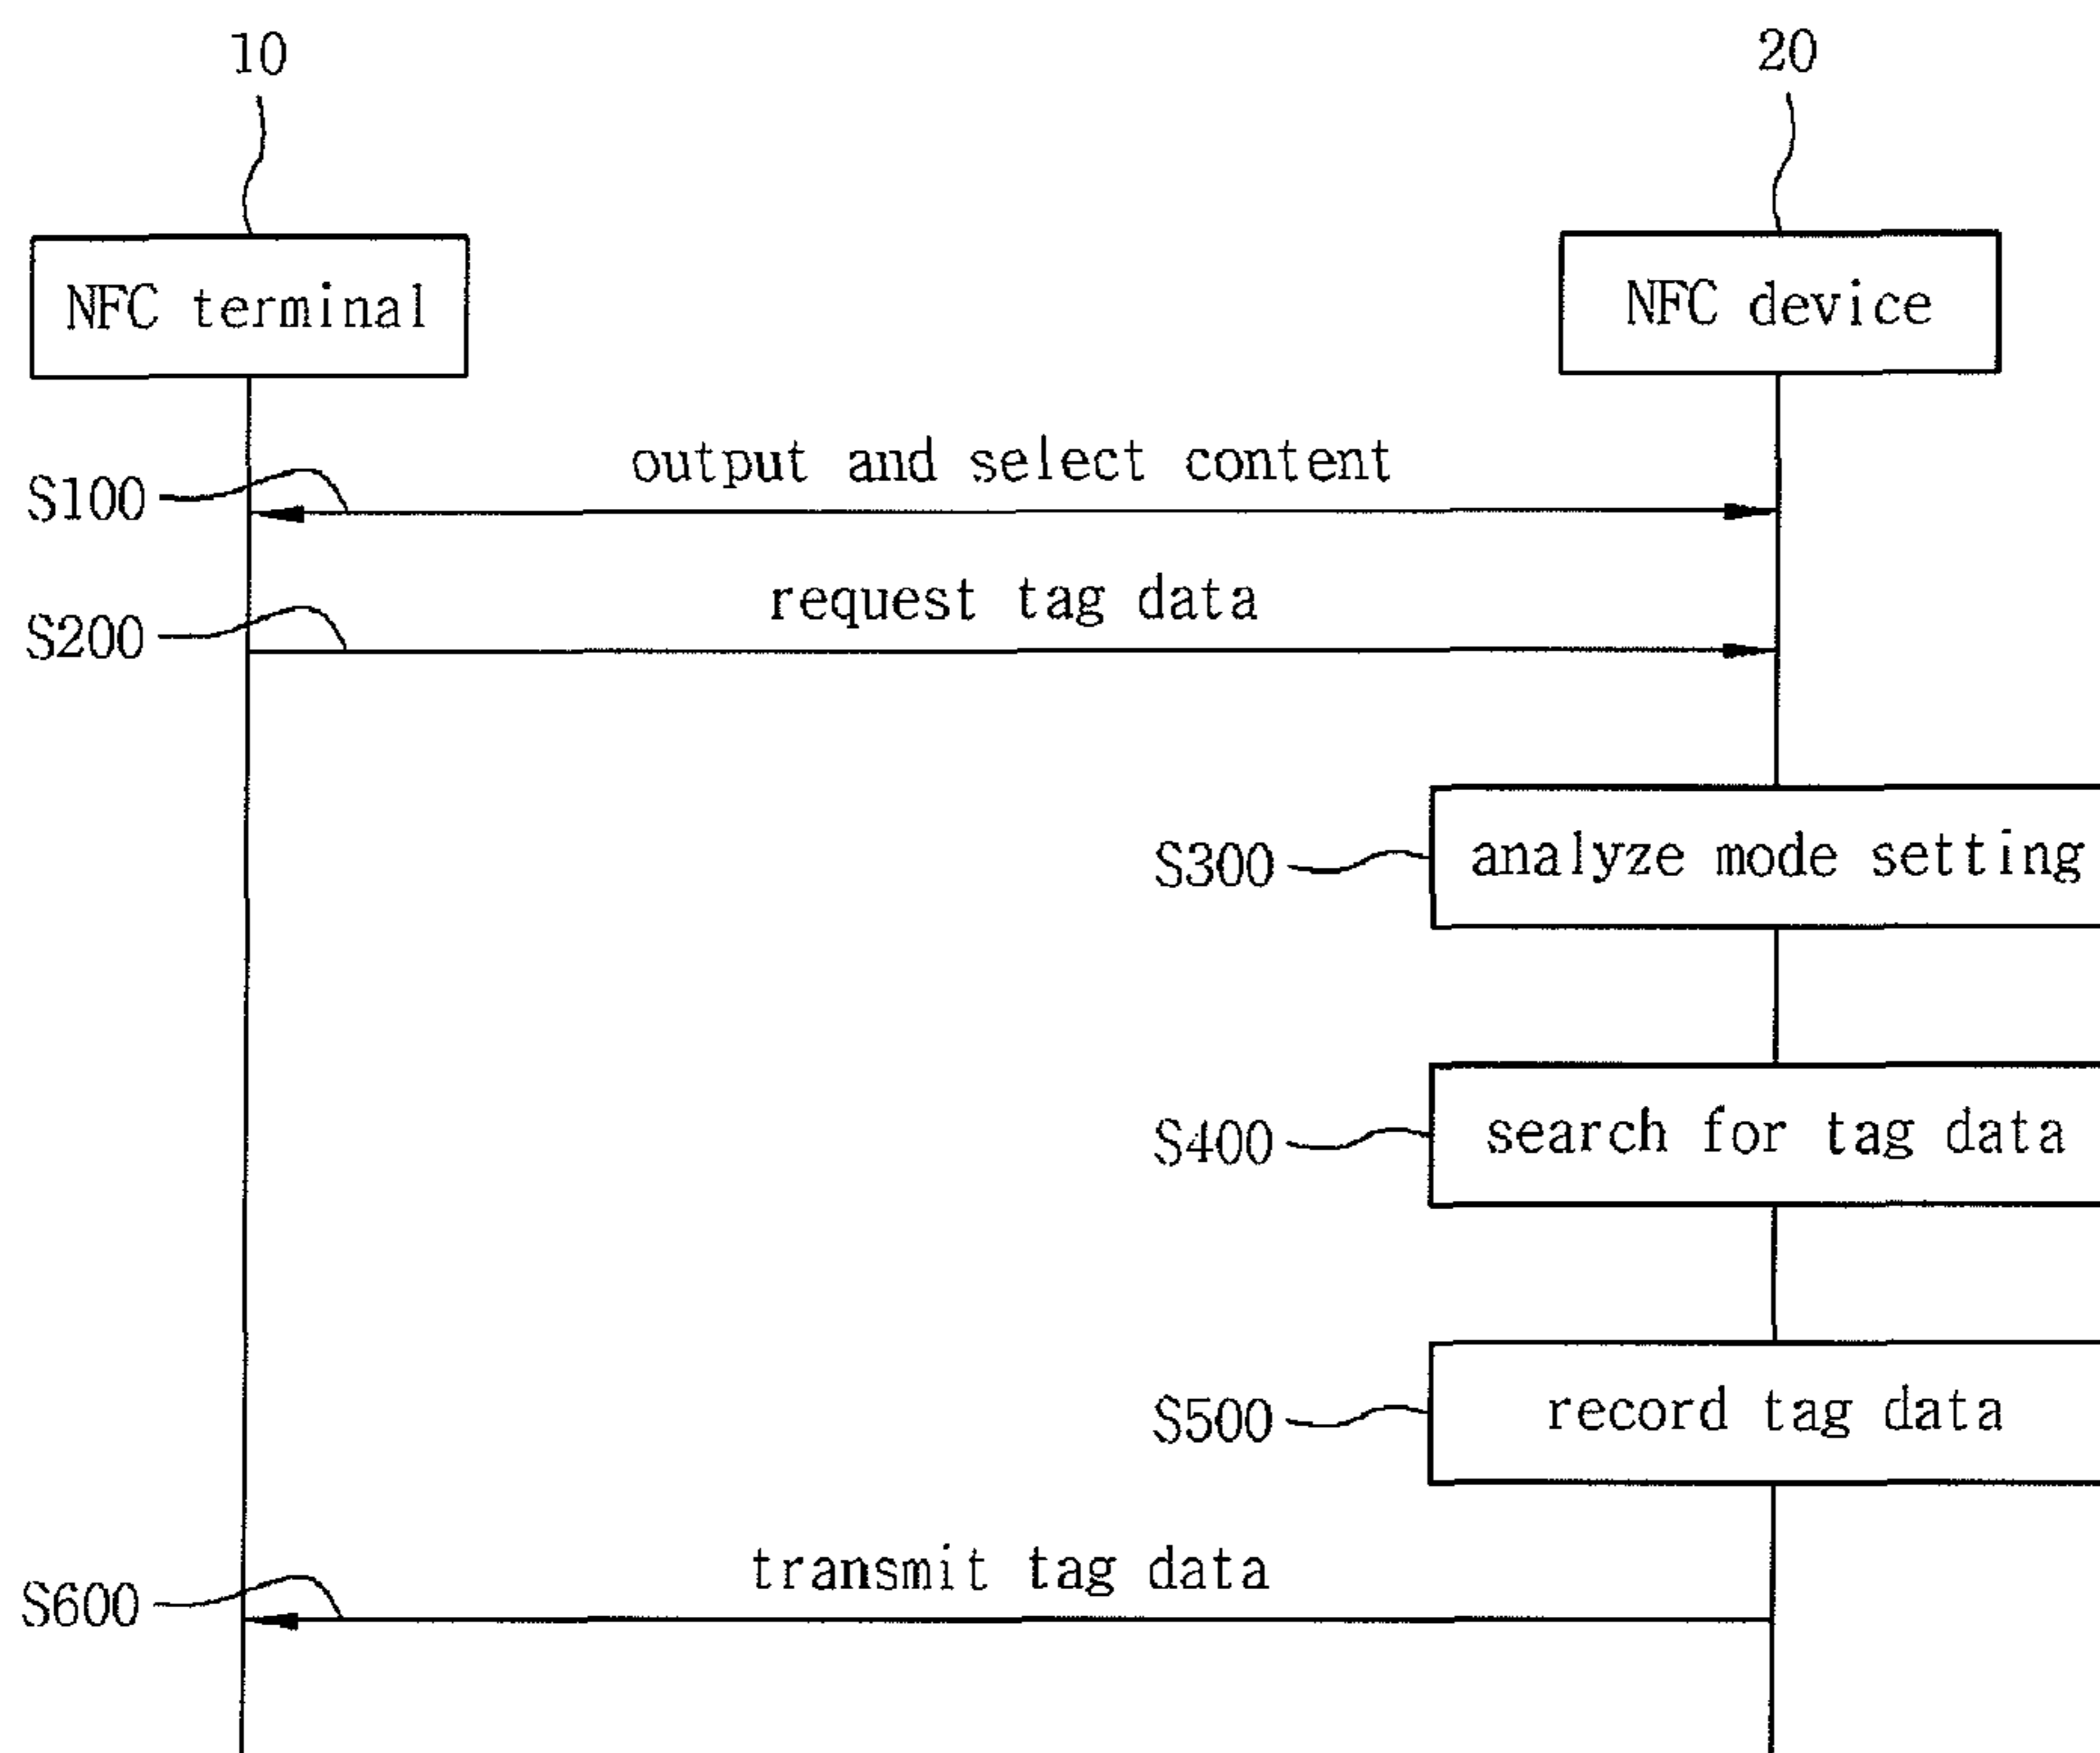 10
20
NFC terminal
NFC device
output and select content
S100
request tag data
S200
S300
analyze mode setting
S400
search for tag data
S500
record tag data
transmit tag data
S600